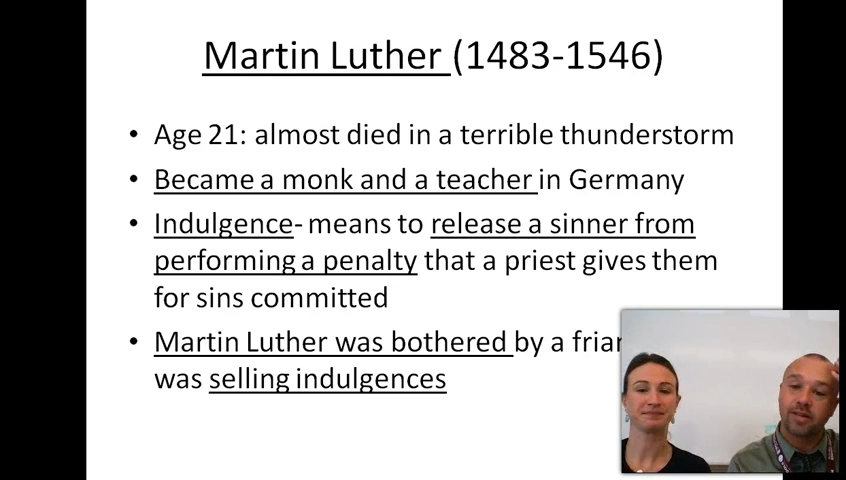 Martin Luther (1483-1546)
• Age 21: almost died in a terrible thunderstorm
• Became a monk and a teacher in Germany
• Indulgence- means to release a sinner from
performing a penalty that a priest gives them
for sins committed
• Martin Luther was bothered by a friar
was selling indulgences